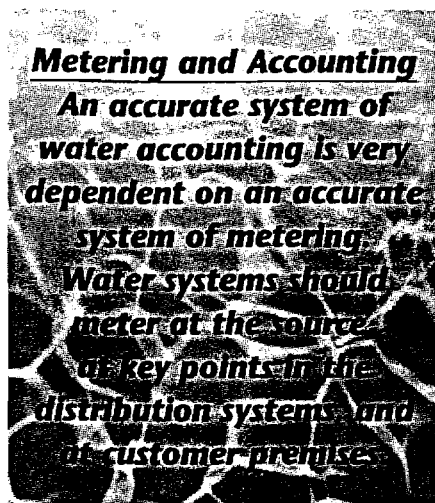 Metering and Accounting
An accurate system of
water accounting is very
dependent on an accurate
system of metering.
Water systems should
meter at the source
at key points in the
distribution systems, and
at customer premises